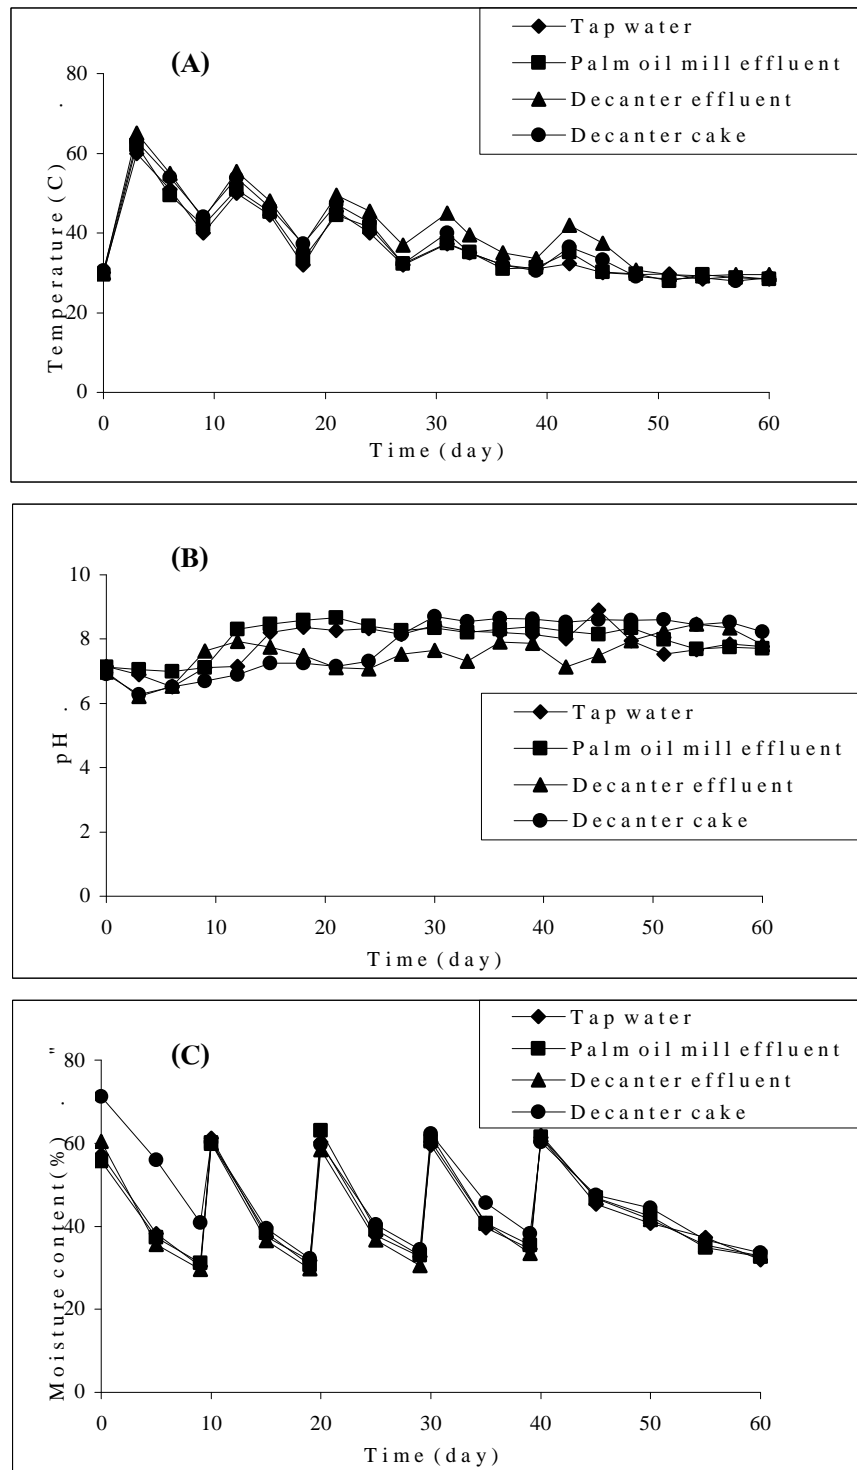 Tap water
(A)
Palm oil mill effluent
80
Decanter effluent
.
Decanter cake
60
40
20
0
Temperature (C)
0 10 20 30 40 50 60
Time (day)
(B)
10
8
6
4
2
0
pH .
Tap water
Palm oil mill effluent
Decanter effluent
Decanter cake
0 10 20 30 40 50 60
Time (day)
Tap water
Palm oil mill effluent
Decanter effluent
Decanter cake
(C)
80
60
40
20
0
Moisture content (%) . "
0 10 20 30 40 50 60
Time (day)